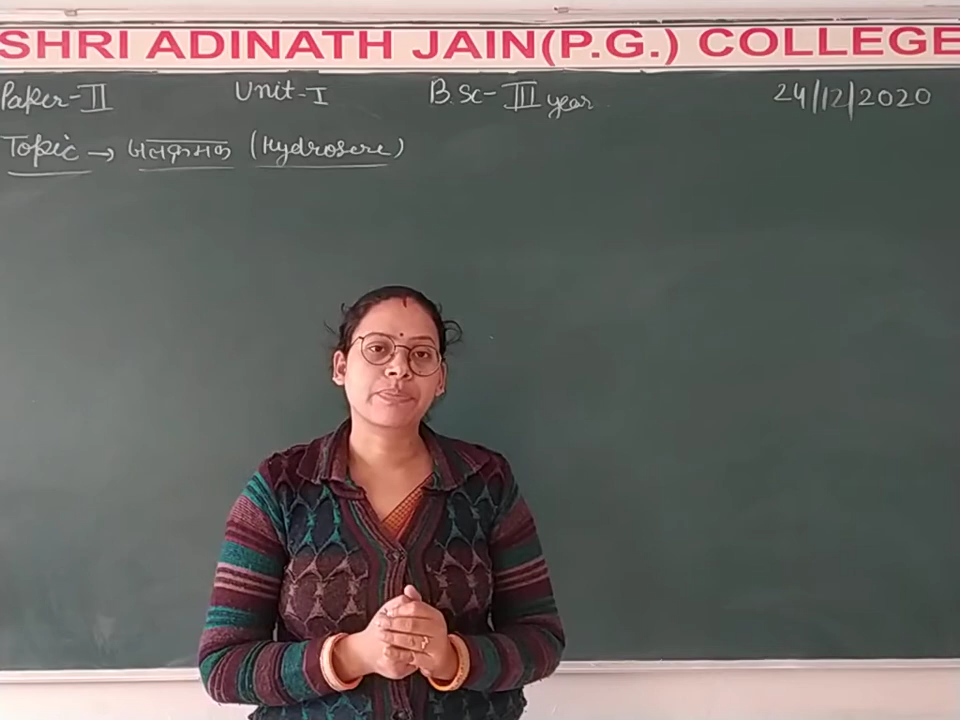 SHRI ADINATH JAIN(P.G.) COLLEGE
Paper-II Unit-I B.Sc-III year 24/12/2020
Topic → जलक्रमक (Hydrosere)